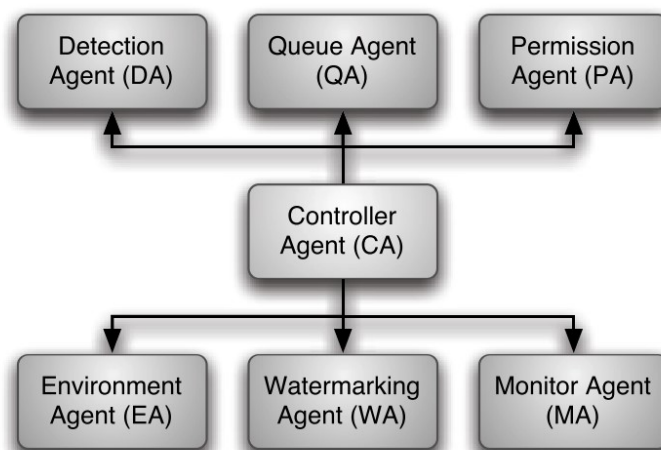 Detection
Agent (DA)
Queue Agent
(QA)
Permission
Agent (PA)
Controller
Agent (CA)
Environment
Agent (EA)
Watermarking
Agent (WA)
Monitor Agent
(MA)